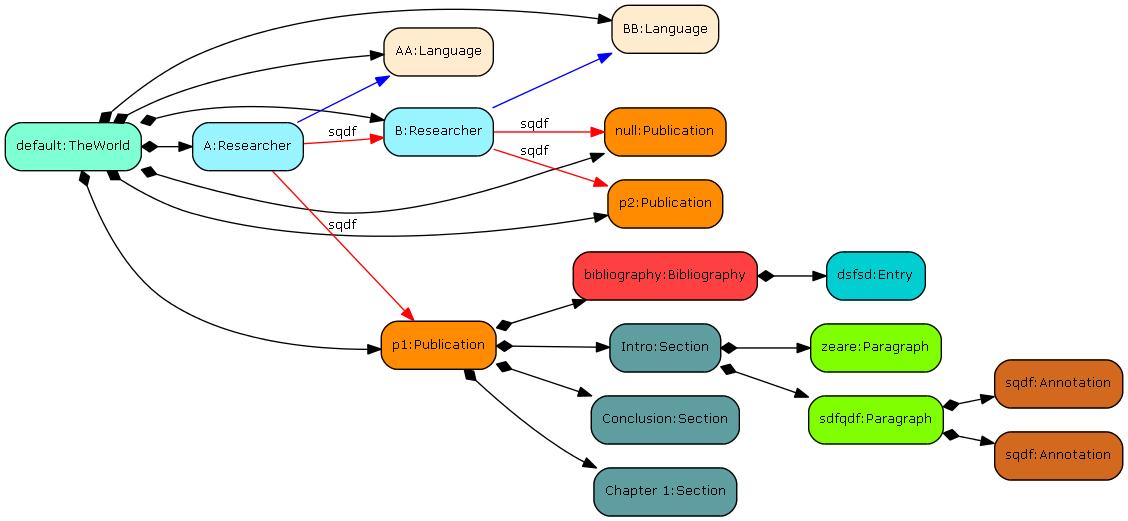 BB:Language
AA:Language
sqdf
B:Researcher
sqdf
null:Publication
default:TheWorld
A:Researcher
sqdf
p2:Publication
sqdf
bibliography:Bibliography
dsfsd:Entry
p1:Publication
Intro:Section
zeare:Paragraph
sqdf:Annotation
Conclusion:Section
sdfqdf:Paragraph
sqdf:Annotation
Chapter 1:Section